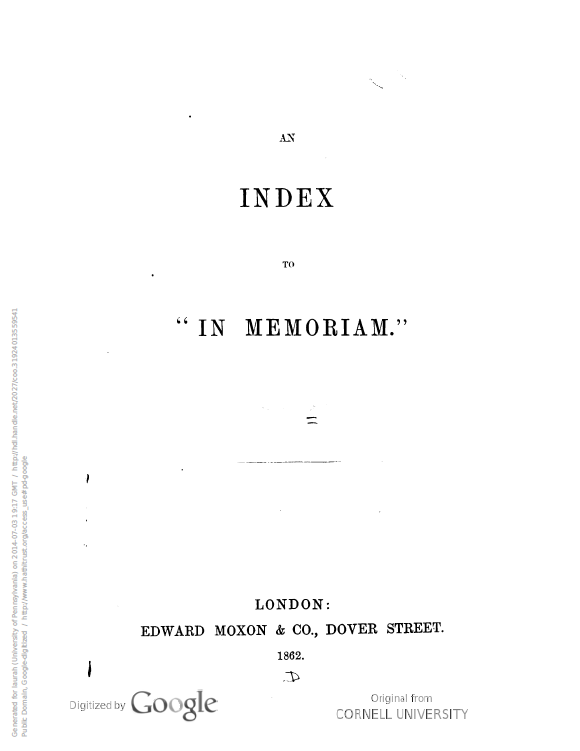 AN
INDEX
TO
“IN MEMORIAM.”
LONDON:
EDWARD MOXON & CO., DOVER STREET.
1862.
Digitized by Google
Original from
CORNELL UNIVERSITY
Generated for laurah (University of Pennsylvania) on 2014-07-03 19:17 GMT / http://hdl.handle.net/2027/coo.31924013559541
Public Domain, Google-digitized / http://www.hathitrust.org/access_use#pd-google